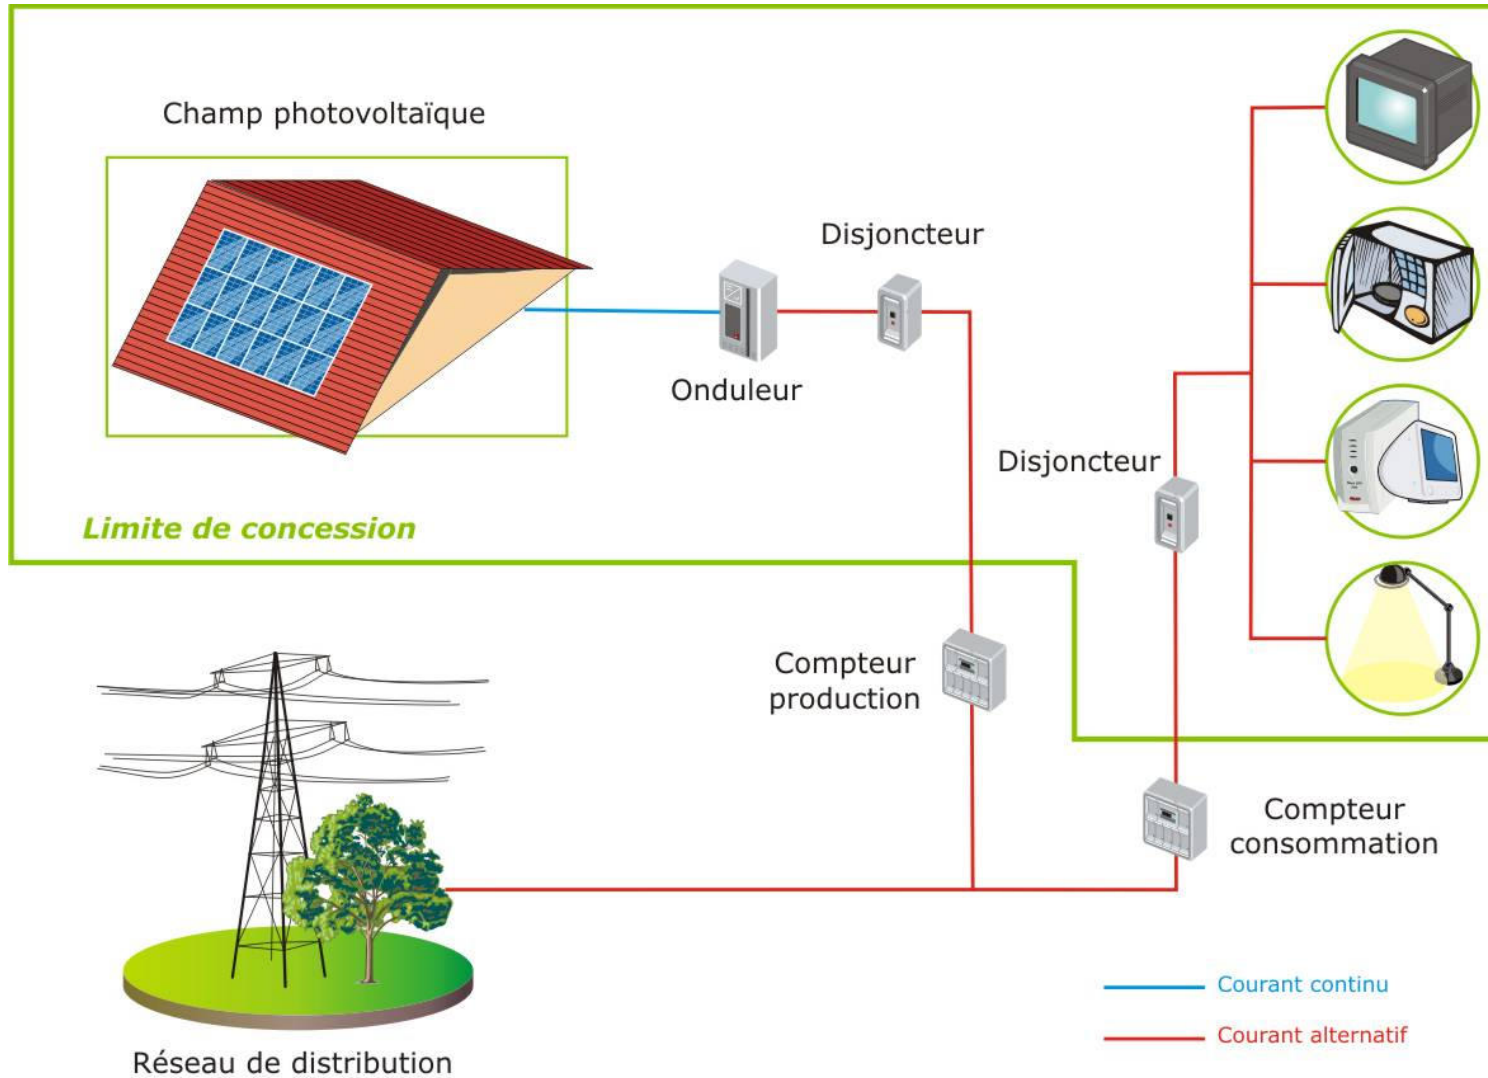 Champ photovoltaïque
Disjoncteur
Onduleur
Disjoncteur
Limite de concession
Compteur
production
Compteur
consommation
Courant continu
Courant alternatif
Réseau de distribution